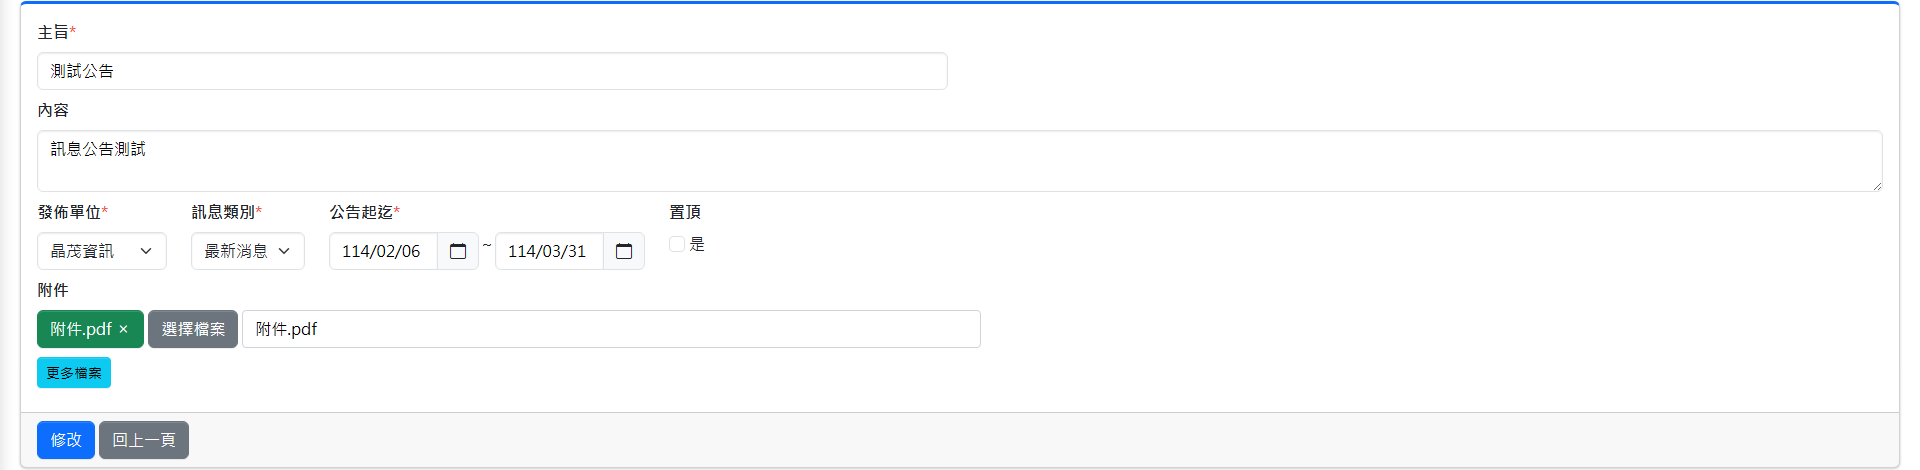 主旨*
測試公告
內容
訊息公告測試
發佈單位* 訊息類別* 公告起迄* 置頂
晶茂資訊 最新消息 114/02/06 ~ 114/03/31 是
附件
附件.pdf × 選擇檔案 附件.pdf
更多檔案
修改 回上一頁